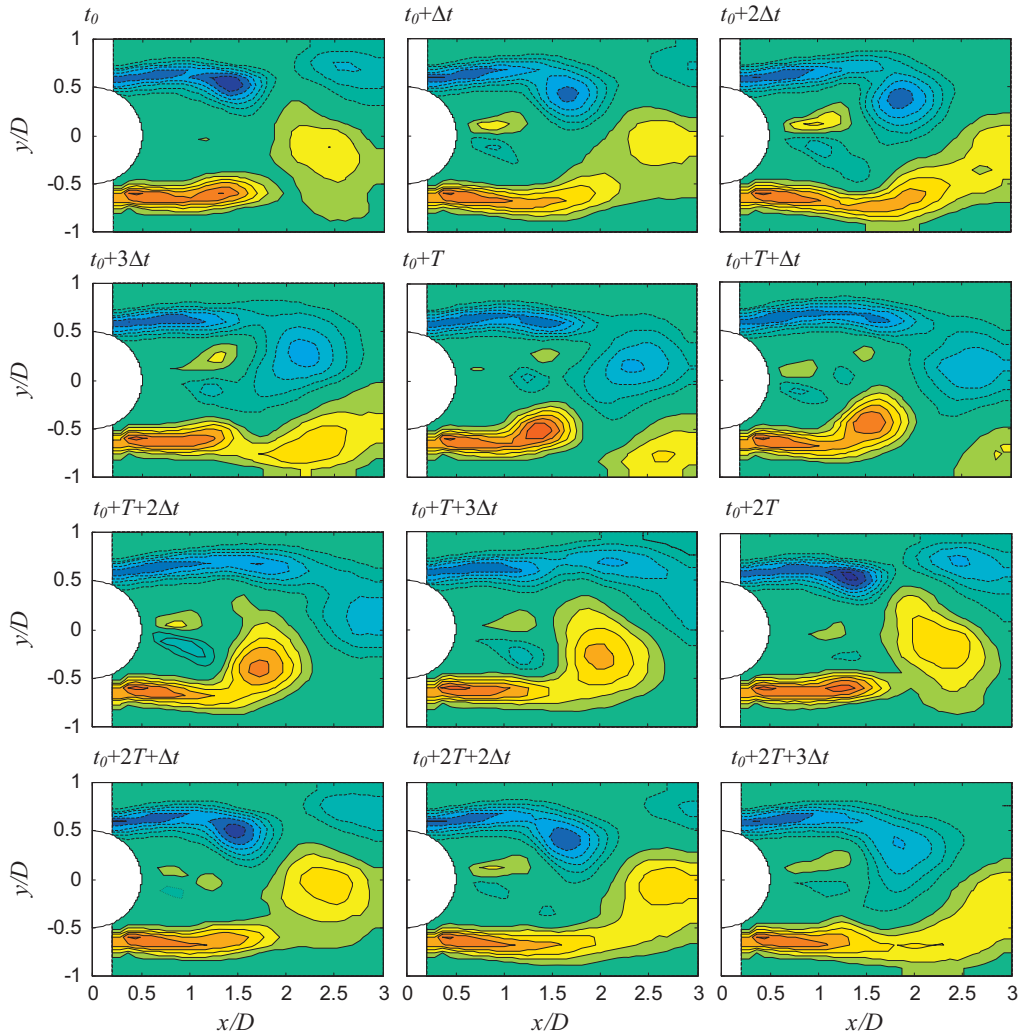 t₀ t₀+Δt t₀+2Δt
1 0.5 0 -0.5 -1 y/D
t₀+3Δt t₀+T t₀+T+Δt
1 0.5 0 -0.5 -1 y/D
t₀+T+2Δt t₀+T+3Δt t₀+2T
1 0.5 0 -0.5 -1 y/D
t₀+2T+Δt t₀+2T+2Δt t₀+2T+3Δt
1 0.5 0 -0.5 -1 y/D
0 0.5 1 1.5 2 2.5 3 0 0.5 1 1.5 2 2.5 3 0 0.5 1 1.5 2 2.5 3
x/D x/D x/D